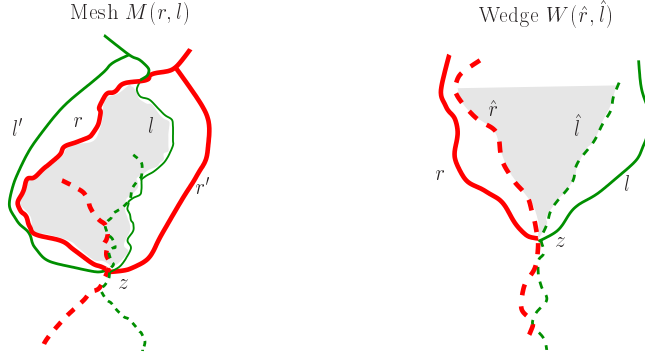 Mesh M(r, l)
Wedge W(r̂, l̂)
l′
r
l
r̂
l̂
r′
r
l
z
z